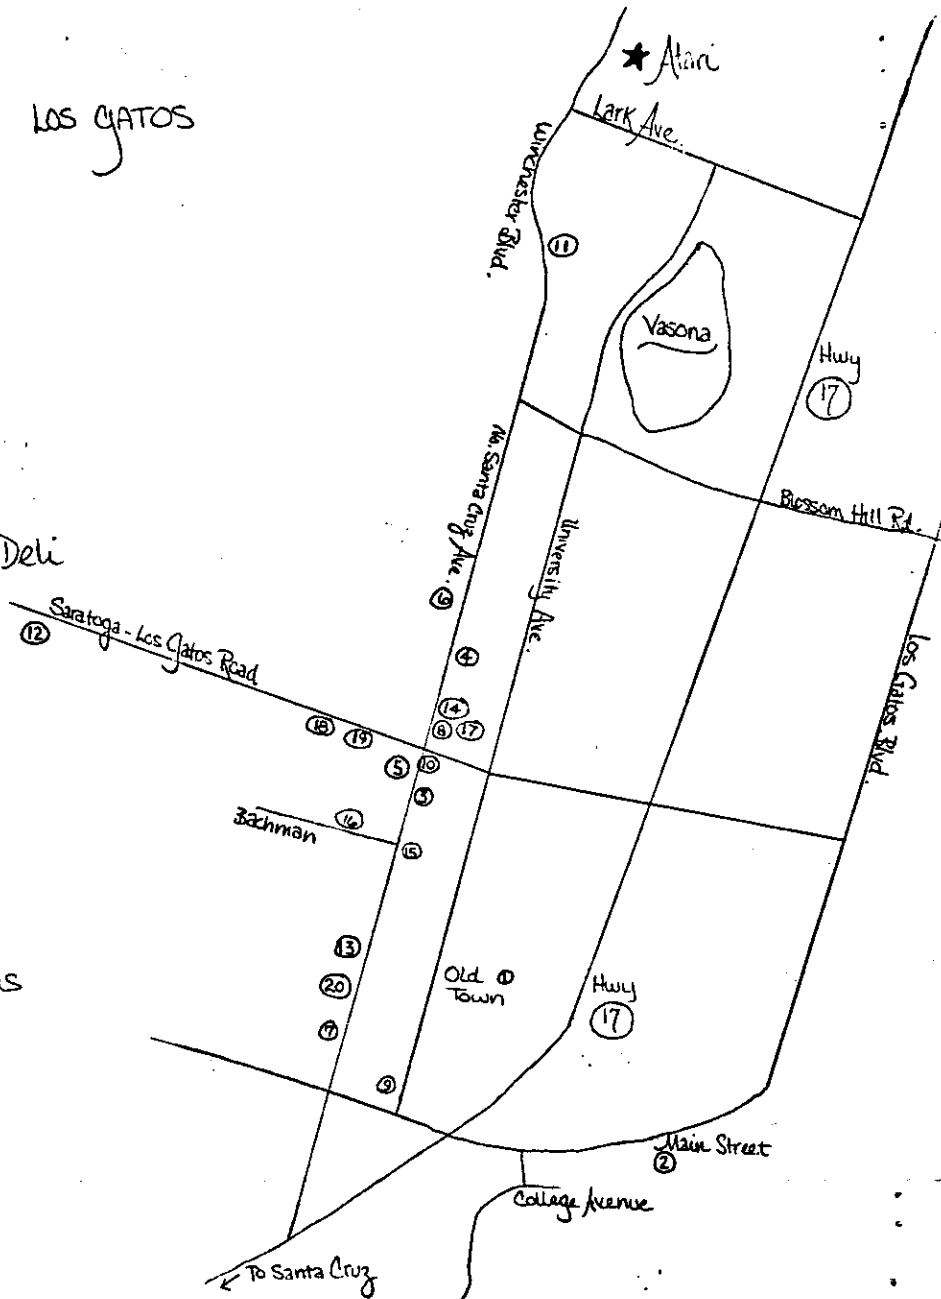 Atari
LOS GATOS
Lark Ave.
Winchester Blvd.
11
Vasona
Hwy
17
No. Santa Cruz Ave.
Blossom Hill Rd.
University Ave.
Deli
6
Saratoga - Los Gatos Road
12
Los Gatos Blvd.
4
14
18
19
8
17
5
10
3
Bachman
16
15
13
Old 1
Town
20
Hwy
17
S
7
9
Main Street
2
College Avenue
To Santa Cruz